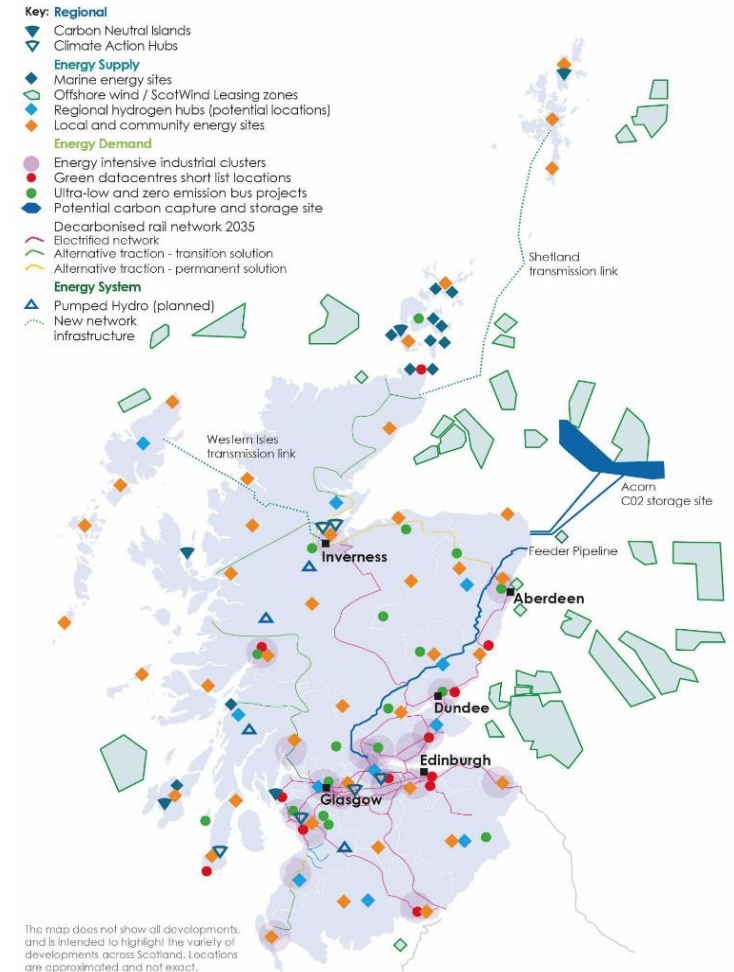 Key: Regional
Carbon Neutral Islands
Climate Action Hubs
Energy Supply
Marine energy sites
Offshore wind / ScotWind Leasing zones
Regional hydrogen hubs (potential locations)
Local and community energy sites
Energy Demand
Energy intensive industrial clusters
Green datacentres short list locations
Ultra-low and zero emission bus projects
Potential carbon capture and storage site
Decarbonised rail network 2035
Electrified network
Alternative traction - transition solution
Alternative traction - permanent solution
Energy System
Pumped Hydro (planned)
New network
infrastructure
Shetland
transmission link
Western Isles
transmission link
Acorn
C02 storage site
Feeder Pipeline
Inverness
Aberdeen
Dundee
Edinburgh
Glasgow
The map does not show all developments,
and is intended to highlight the variety of
developments across Scotland. Locations
are approximated and not exact.